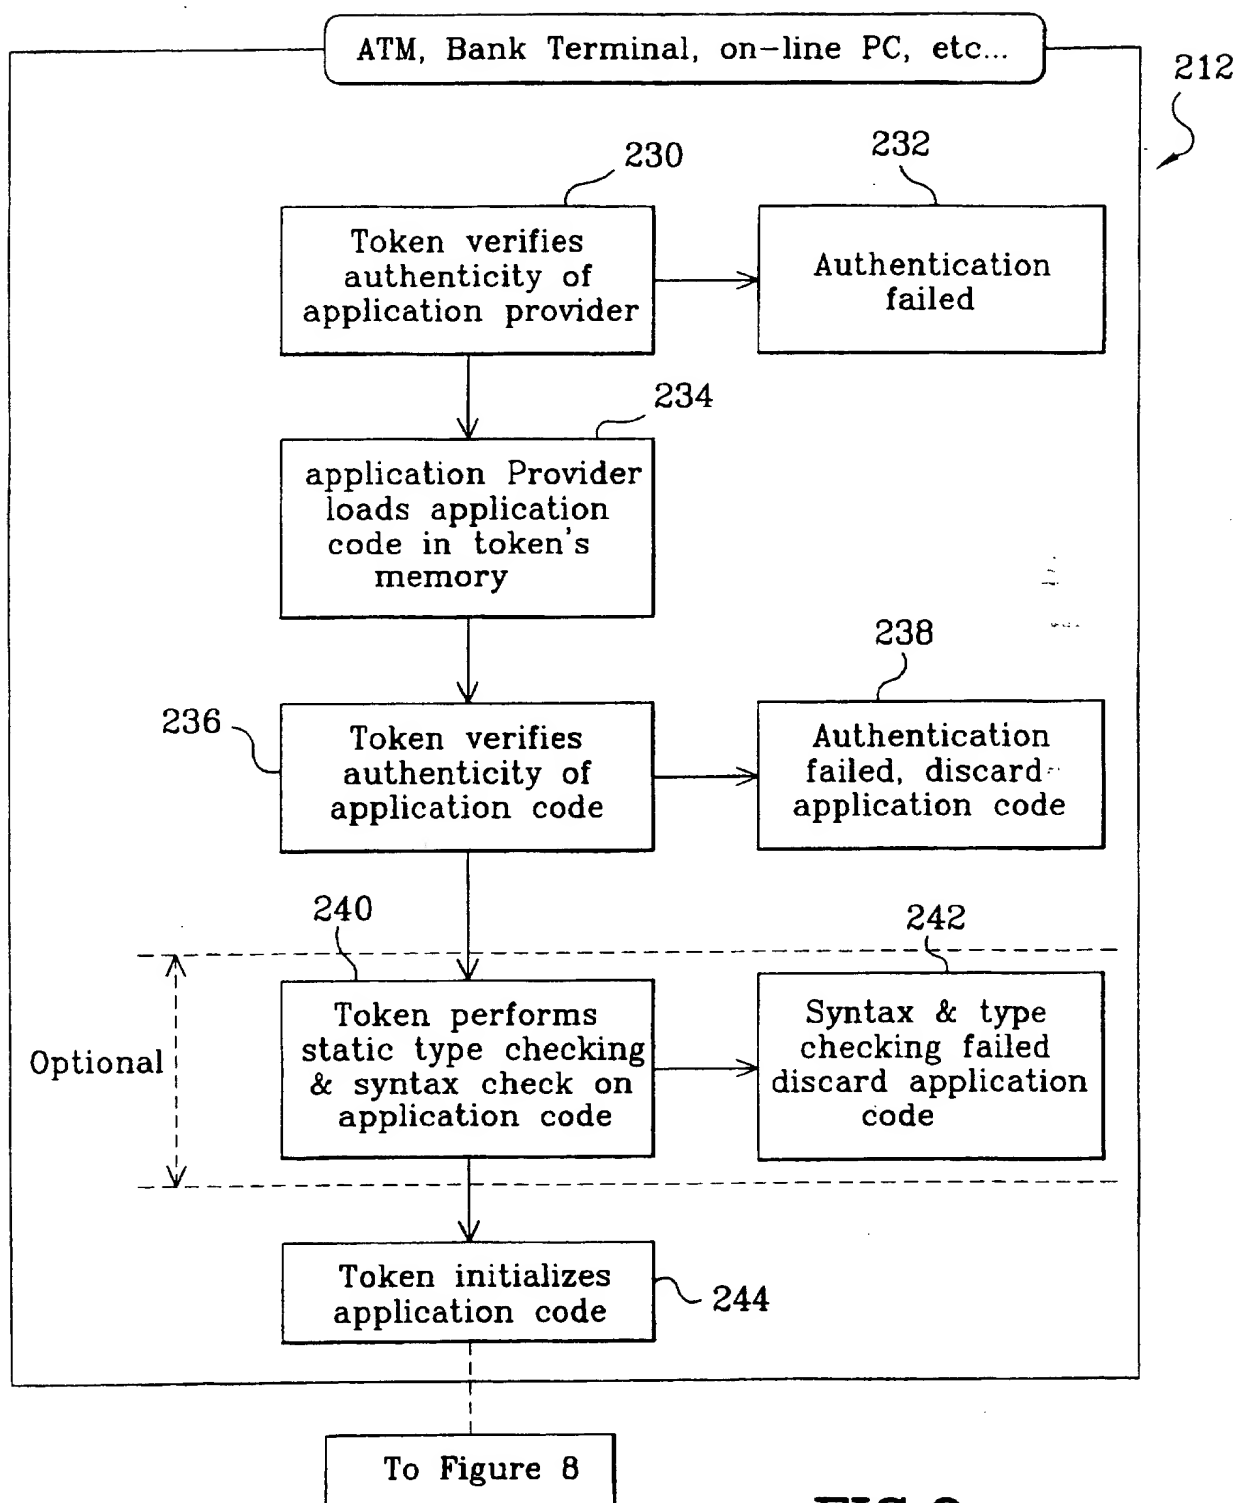 ATM, Bank Terminal, on-line PC, etc...
212
230
232
Token verifies
authenticity of
application provider
Authentication
failed
234
application Provider
loads application
code in token's
memory
236
238
Token verifies
authenticity of
application code
Authentication
failed, discard
application code
240
242
Optional
Token performs
static type checking
& syntax check on
application code
Syntax & type
checking failed
discard application
code
Token initializes
application code
244
To Figure 8